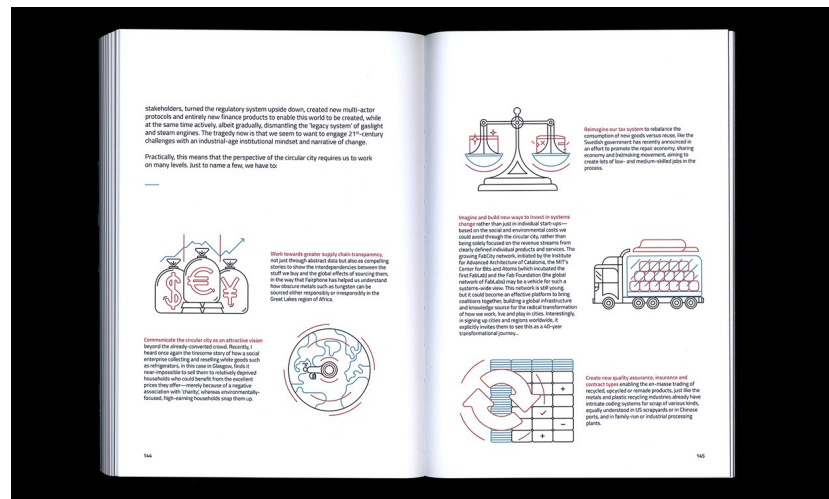 stakeholders, turned the regulatory system upside down, created new multi-actor
protocols and entirely new finance products to enable this world to be created, while
at the same time actively, albeit gradually, dismantling the 'legacy system' of gaslight
and steam engines. The tragedy now is that we seem to want to engage 21st-century
challenges with an industrial-age institutional mindset and narrative of change.
Practically, this means that the perspective of the circular city requires us to work
on many levels. Just to name a few, we have to:
$ € ¥
Work towards greater supply chain transparency,
not just through abstract data but also as compelling
stories to show the interdependencies between the
stuff we buy and the global effects of sourcing them,
in the way that Fairphone has helped us understand
how obscure metals such as tungsten can be
sourced either responsibly or irresponsibly in the
Great Lakes region of Africa.
Communicate the circular city as an attractive vision
beyond the already-converted crowd. Recently, I
heard once again the tiresome story of how a social
enterprise collecting and reselling white goods such
as refrigerators, in this case in Glasgow, finds it
near-impossible to sell them to relatively deprived
households who could benefit from the excellent
prices they offer—merely because of a negative
association with 'charity', whereas environmentally-
focused, high-earning households snap them up.
144
Reimagine our tax system to rebalance the
consumption of new goods versus reuse, like the
Swedish government has recently announced in
an effort to promote the repair economy, sharing
economy and (re)making movement, aiming to
create lots of low- and medium-skilled jobs in the
process.
Imagine and build new ways to invest in systems
change rather than just in individual start-ups—
based on the social and environmental costs we
could avoid through the circular city, rather than
being solely focused on the revenue streams from
clearly defined individual products and services. The
growing FabCity network, initiated by the Institute
for Advanced Architecture of Catalonia, the MIT's
Center for Bits and Atoms (which incubated the
first FabLab) and the Fab Foundation (the global
network of FabLabs) may be a vehicle for such a
systems-wide view. This network is still young,
but it could become an effective platform to bring
coalitions together, building a global infrastructure
and knowledge source for the radical transformation
of how we work, live and play in cities. Interestingly,
in signing up cities and regions worldwide, it
explicitly invites them to see this as a 40-year
transformational journey...
Create new quality assurance, insurance and
contract types enabling the en-masse trading of
recycled, upcycled or remade products, just like the
metals and plastic recycling industries already have
intricate coding systems for scrap of various kinds,
equally understood in US scrapyards or in Chinese
ports, and in family-run or industrial processing
plants.
145